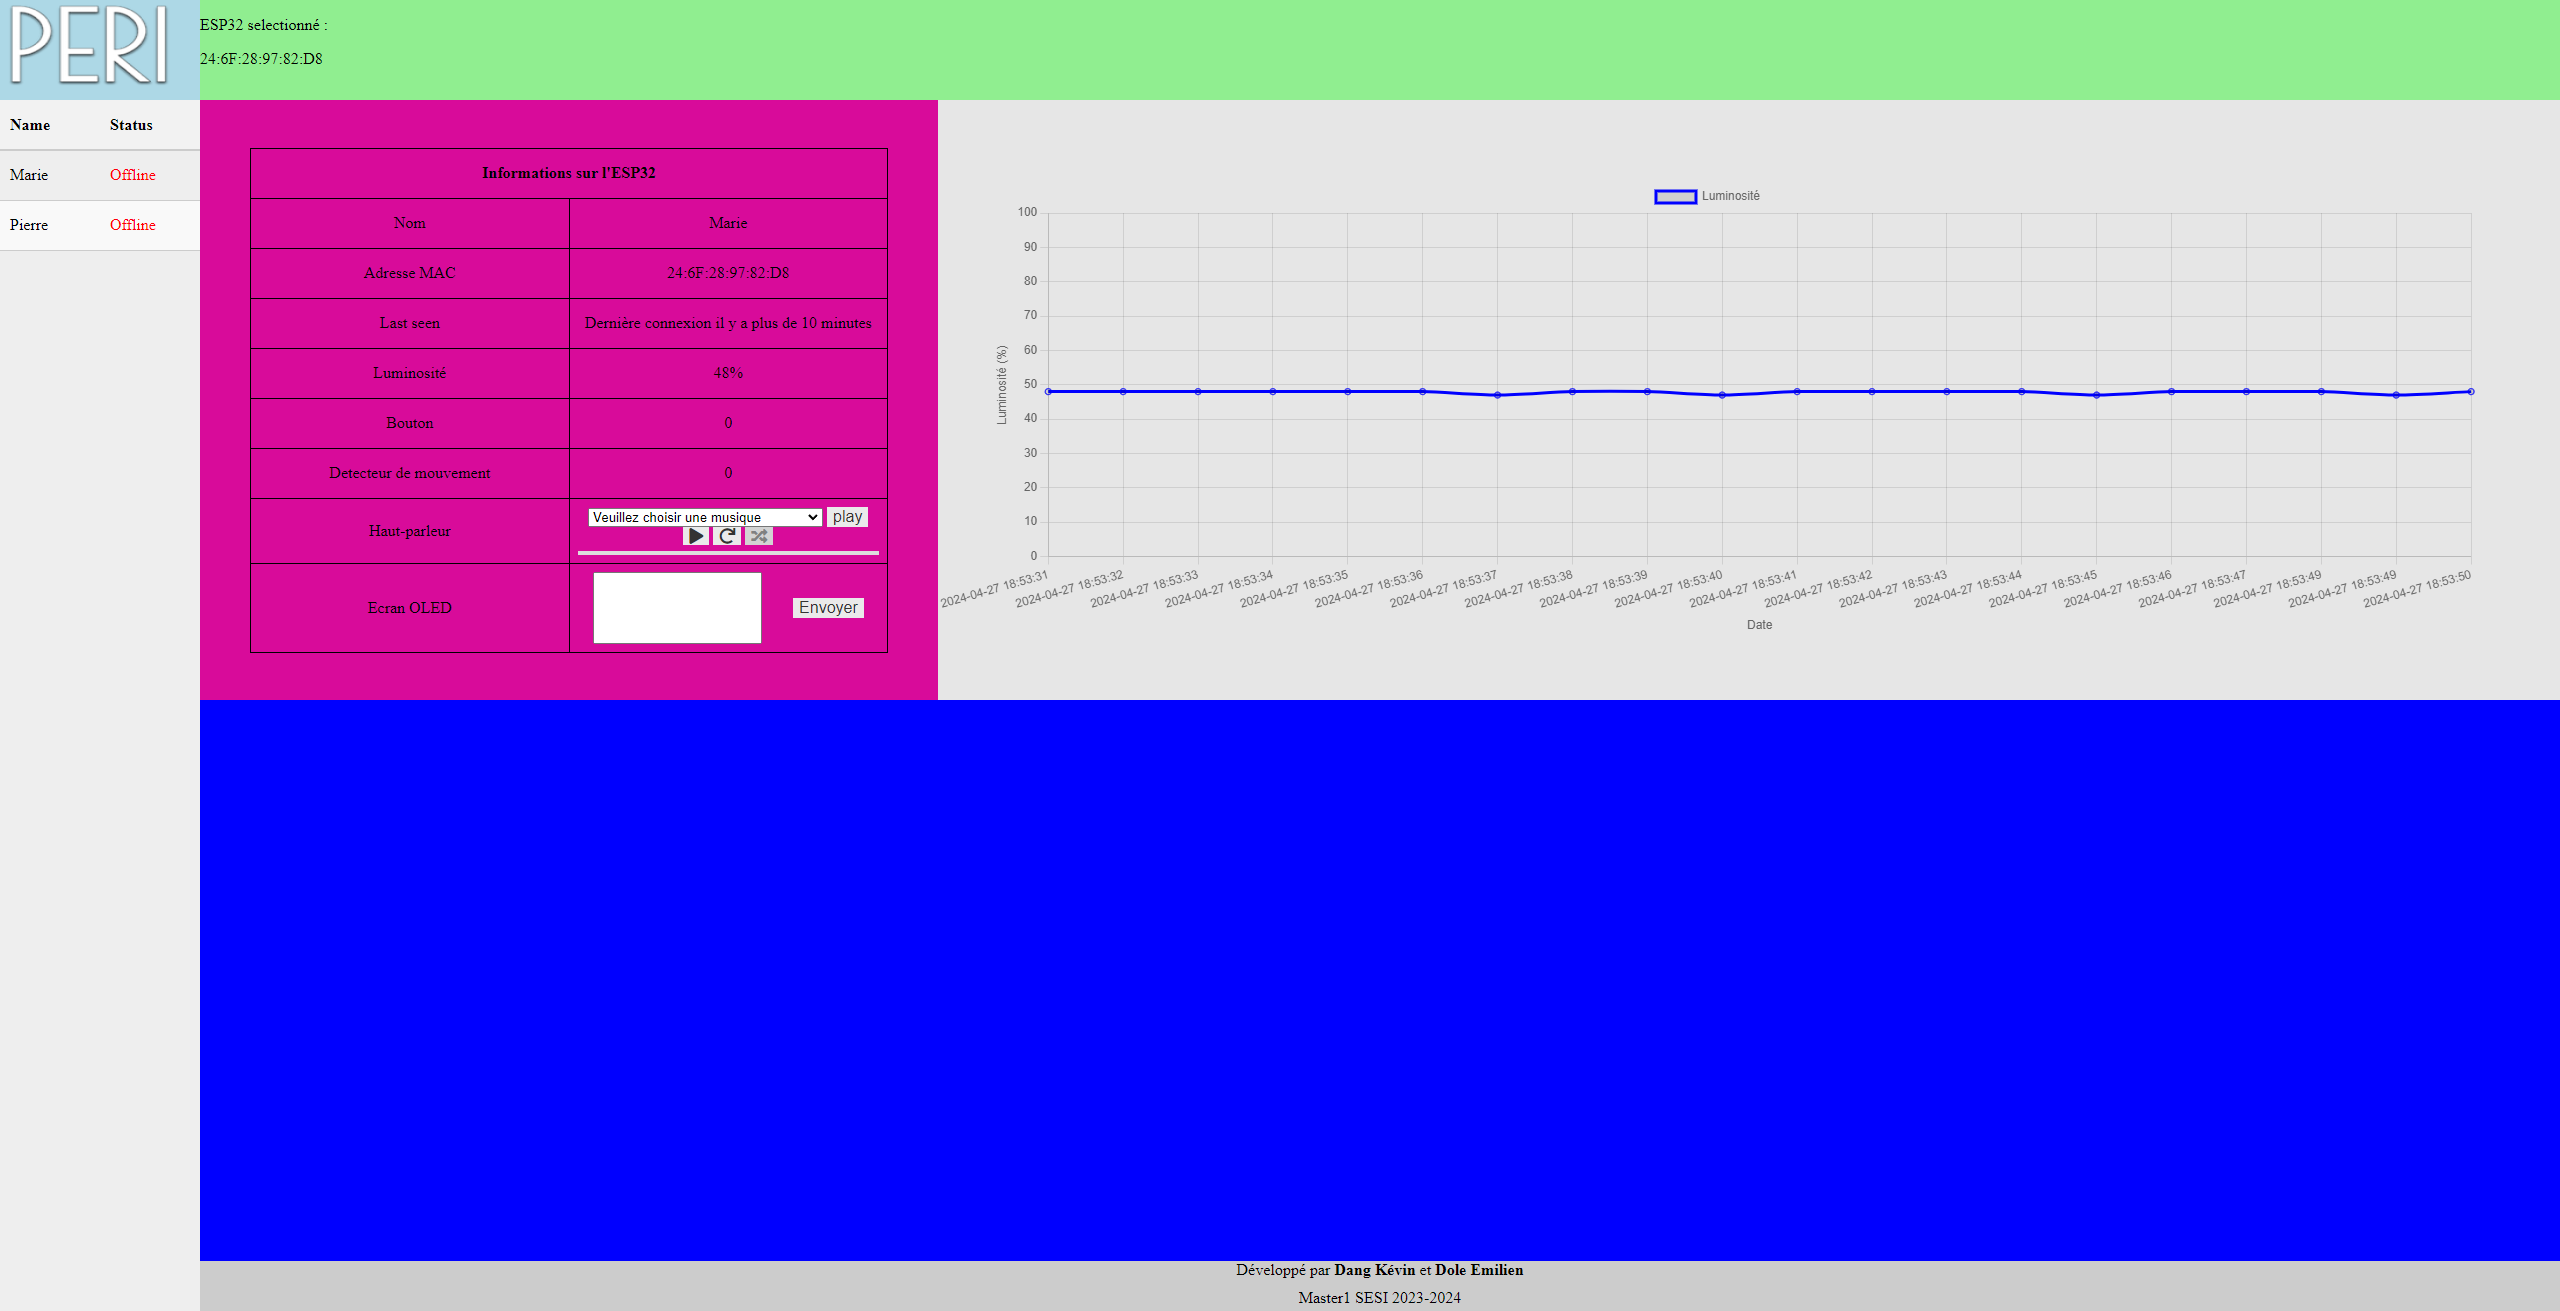 PERI
ESP32 selectionné :
24:6F:28:97:82:D8
Name Status
Marie Offline
Pierre Offline
Informations sur l'ESP32
Nom Marie
Adresse MAC 24:6F:28:97:82:D8
Last seen Dernière connexion il y a plus de 10 minutes
Luminosité 48%
Bouton 0
Detecteur de mouvement 0
Haut-parleur Veuillez choisir une musique play
Ecran OLED Envoyer
Luminosité
Luminosité (%)
100
90
80
70
60
50
40
30
20
10
0
2024-04-27 18:53:31
2024-04-27 18:53:32
2024-04-27 18:53:33
2024-04-27 18:53:34
2024-04-27 18:53:35
2024-04-27 18:53:36
2024-04-27 18:53:37
2024-04-27 18:53:38
2024-04-27 18:53:39
2024-04-27 18:53:40
2024-04-27 18:53:41
2024-04-27 18:53:42
2024-04-27 18:53:43
2024-04-27 18:53:44
2024-04-27 18:53:45
2024-04-27 18:53:46
2024-04-27 18:53:47
2024-04-27 18:53:49
2024-04-27 18:53:49
2024-04-27 18:53:50
Date
Développé par Dang Kévin et Dole Emilien
Master1 SESI 2023-2024